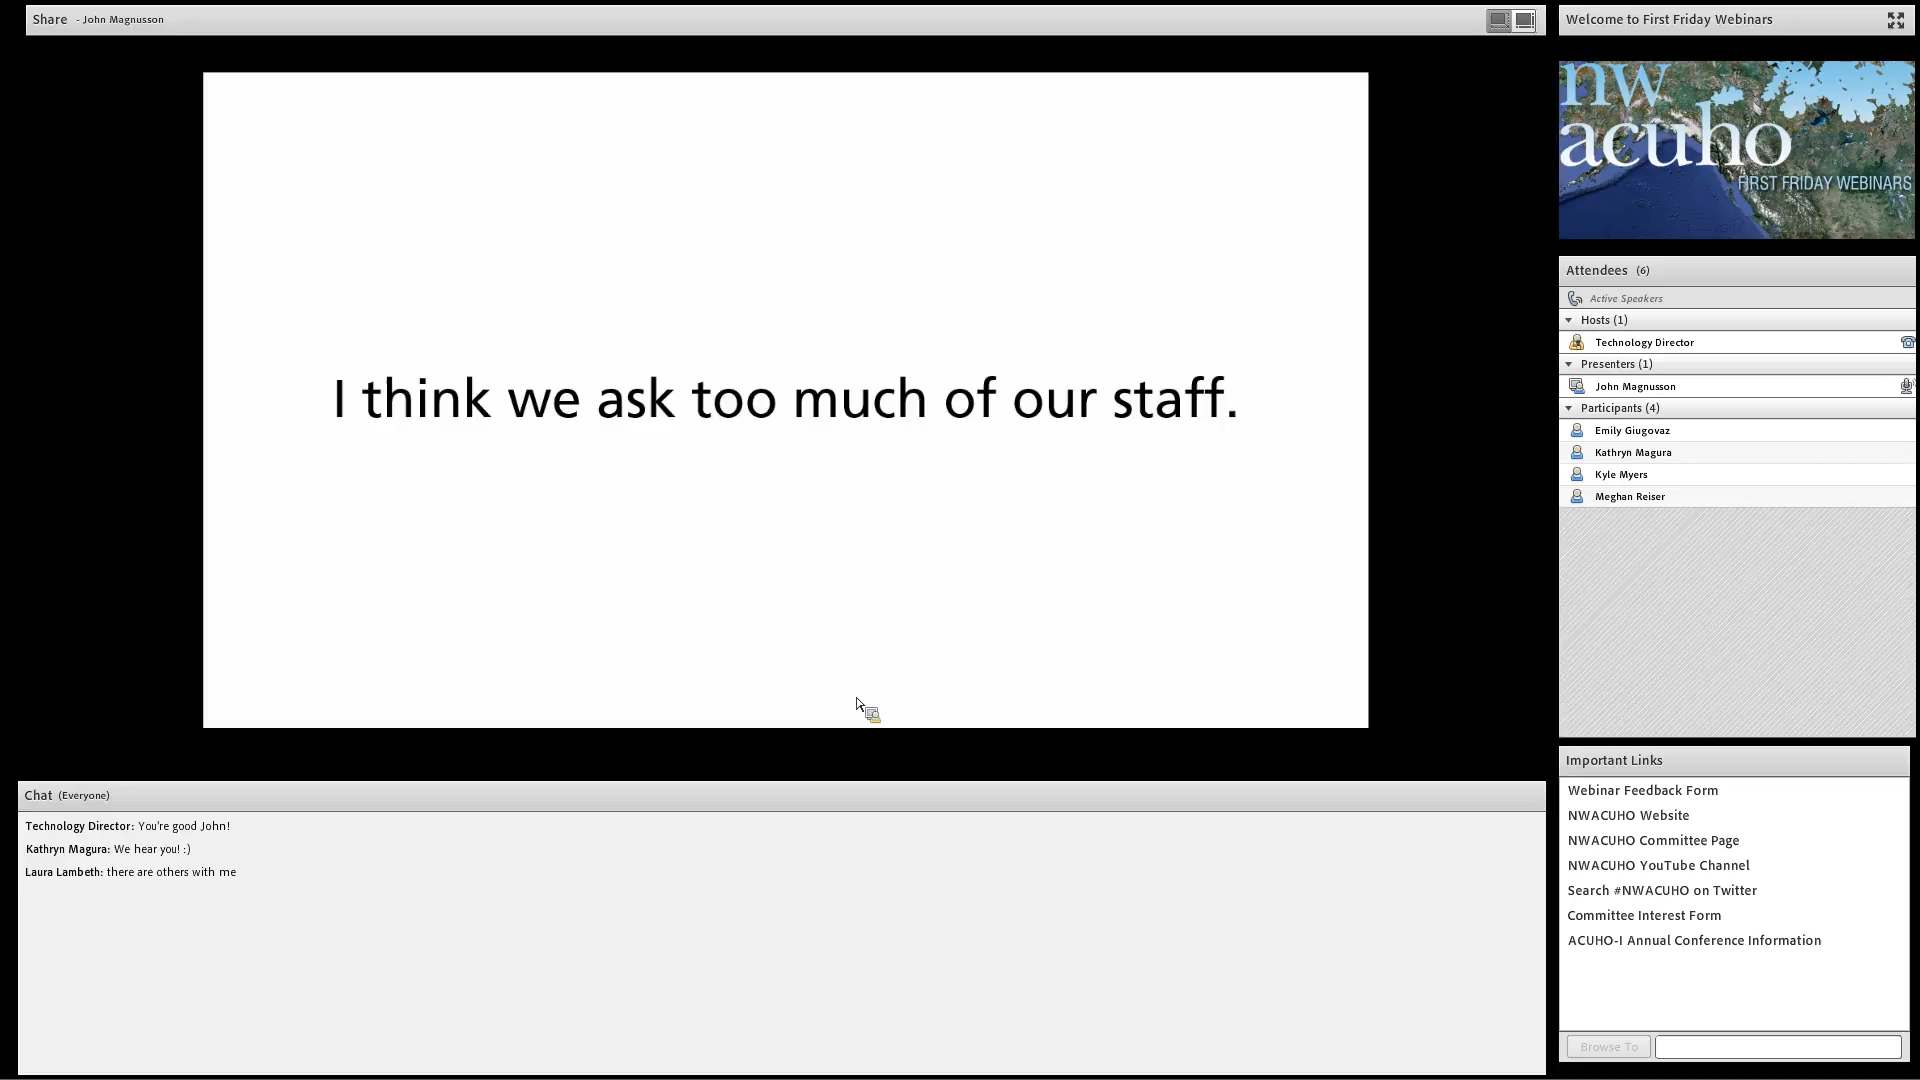 Share - John Magnusson
I think we ask too much of our staff.
Chat (Everyone)
Technology Director: You're good John!
Kathryn Magura: We hear you! :)
Laura Lambeth: there are others with me
Welcome to First Friday Webinars
nw
acuho
FIRST FRIDAY WEBINARS
Attendees (6)
Active Speakers
Hosts (1)
Technology Director
Presenters (1)
John Magnusson
Participants (4)
Emily Giugovaz
Kathryn Magura
Kyle Myers
Meghan Reiser
Important Links
Webinar Feedback Form
NWACUHO Website
NWACUHO Committee Page
NWACUHO YouTube Channel
Search #NWACUHO on Twitter
Committee Interest Form
ACUHO-I Annual Conference Information
Browse To